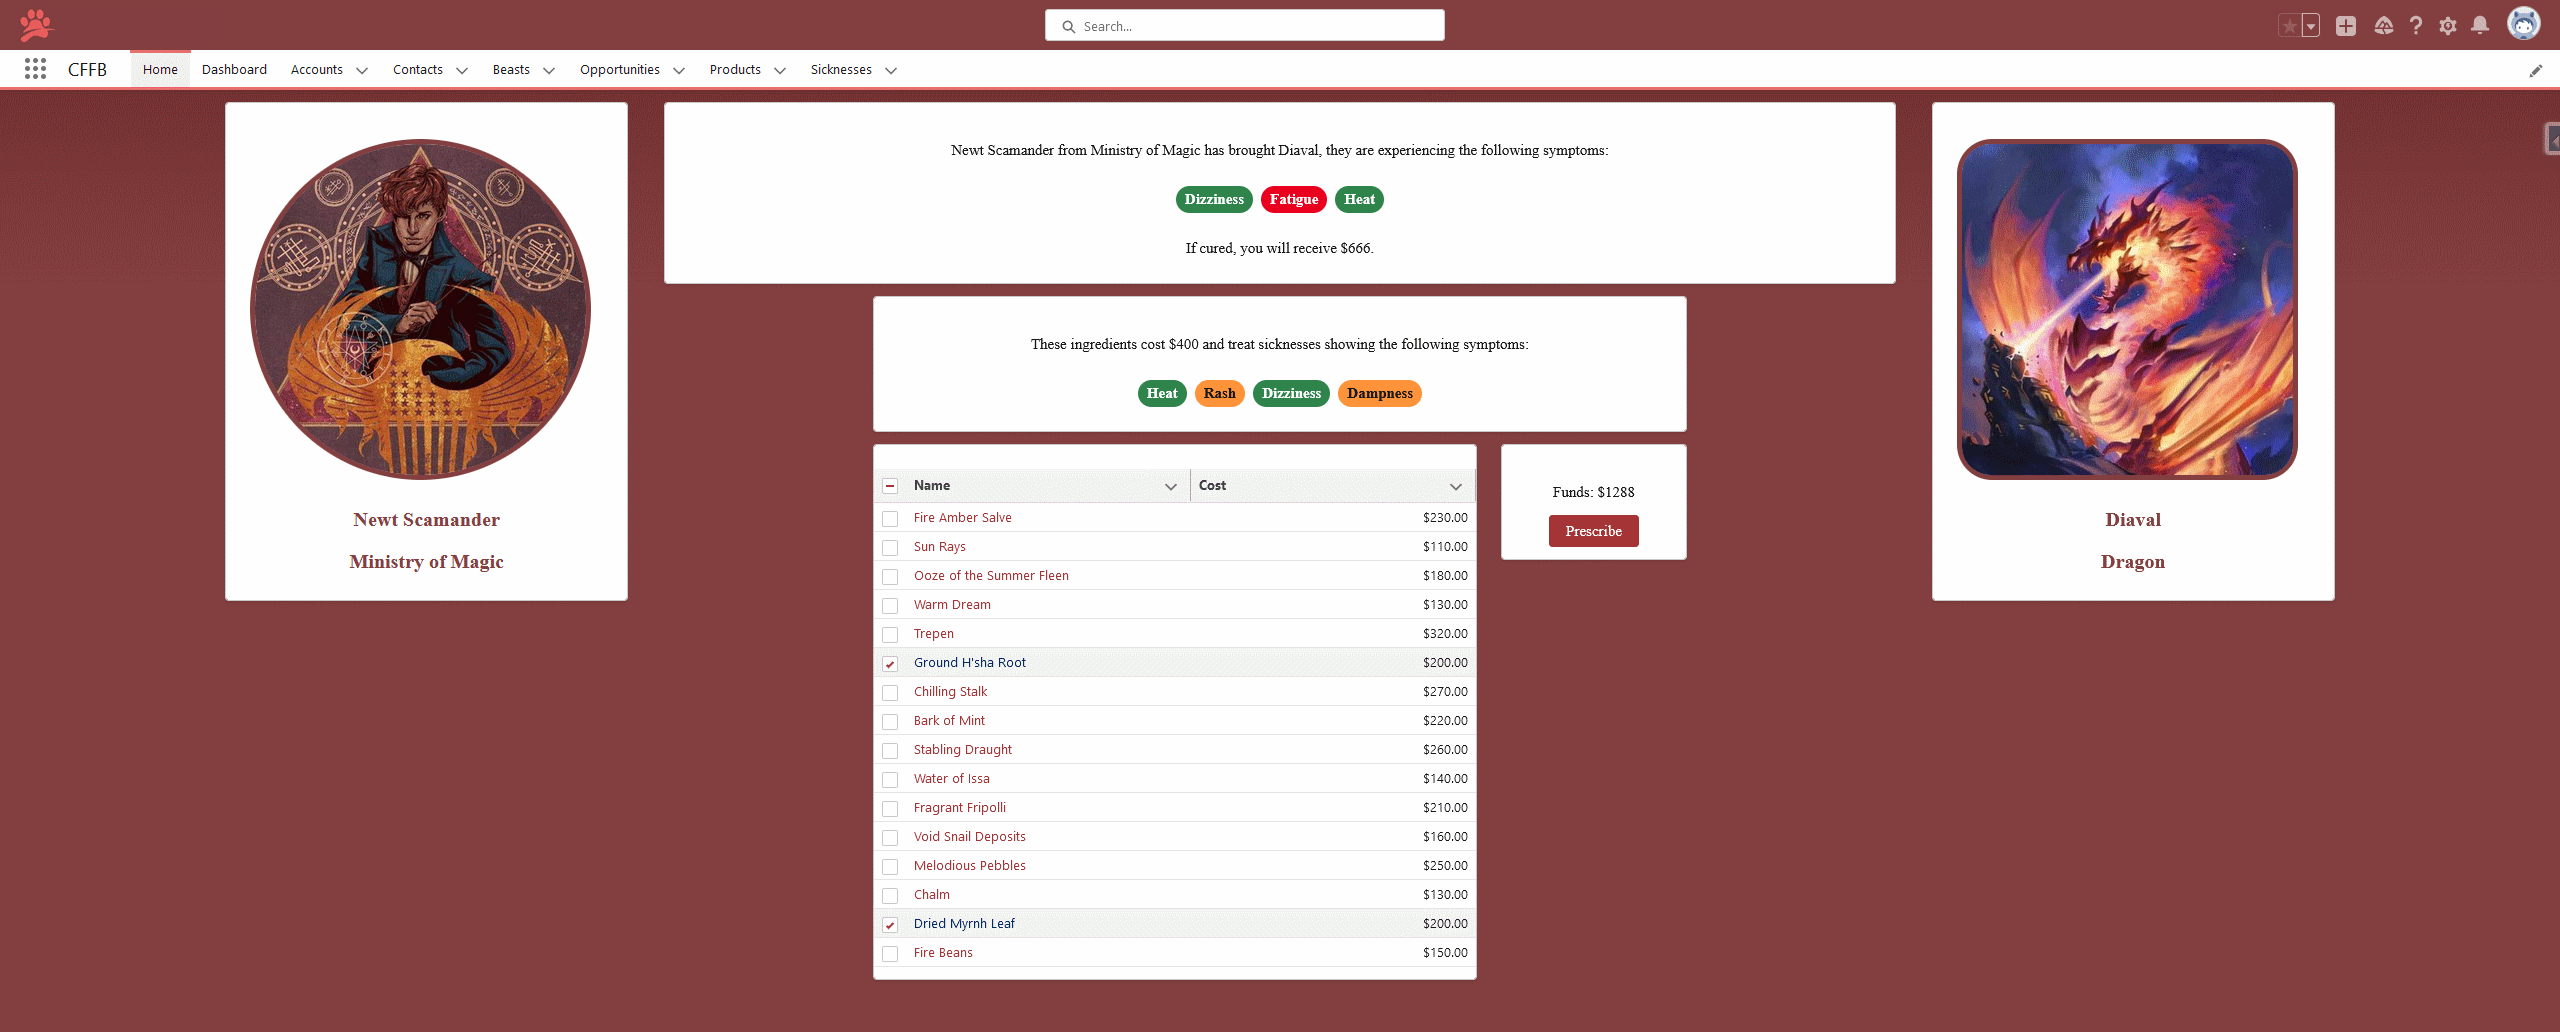 Search...
CFFB Home Dashboard Accounts Contacts Beasts Opportunities Products Sicknesses
Newt Scamander
Ministry of Magic
Newt Scamander from Ministry of Magic has brought Diaval, they are experiencing the following symptoms:
Dizziness Fatigue Heat
If cured, you will receive $666.
These ingredients cost $400 and treat sicknesses showing the following symptoms:
Heat Rash Dizziness Dampness
Name Cost
Fire Amber Salve $230.00
Sun Rays $110.00
Ooze of the Summer Fleen $180.00
Warm Dream $130.00
Trepen $320.00
Ground H'sha Root $200.00
Chilling Stalk $270.00
Bark of Mint $220.00
Stabling Draught $260.00
Water of Issa $140.00
Fragrant Fripolli $210.00
Void Snail Deposits $160.00
Melodious Pebbles $250.00
Chalm $130.00
Dried Myrnh Leaf $200.00
Fire Beans $150.00
Funds: $1288
Prescribe
Diaval
Dragon